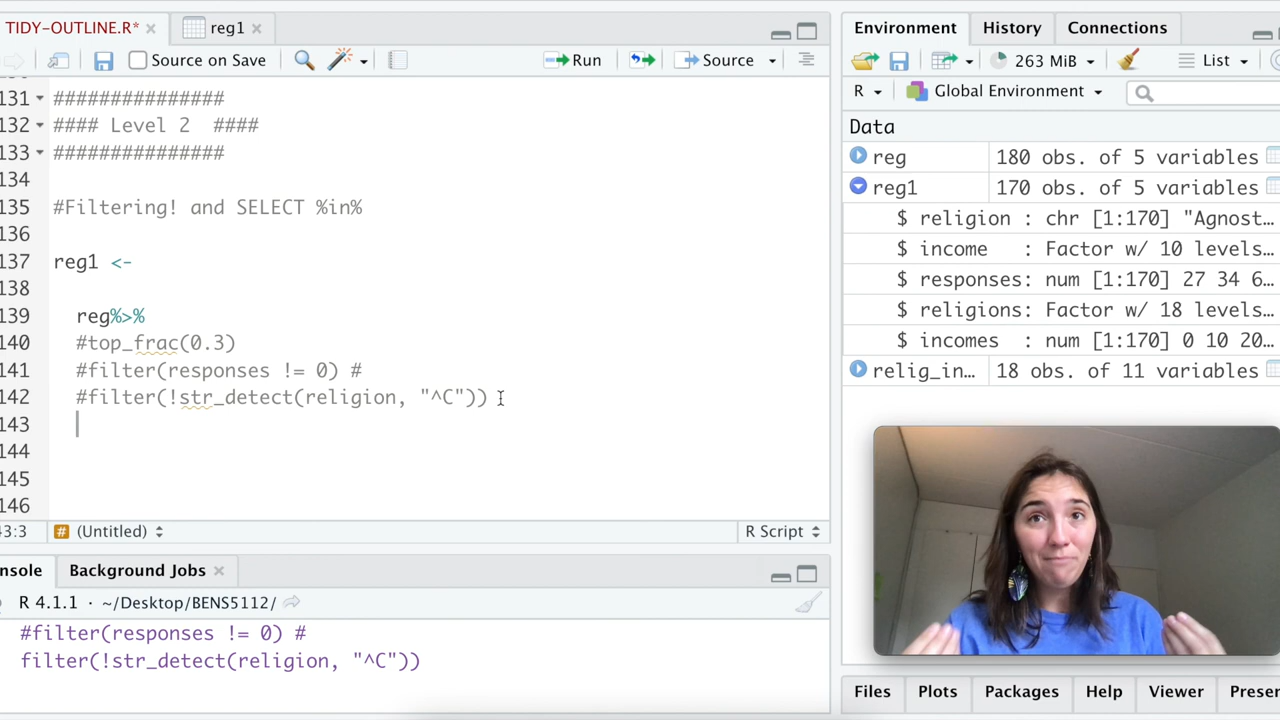 TIDY-OUTLINE.R*
reg1
Source on Save
Run
Source
131 ###############
132 #### Level 2  ####
133 ###############
134
135 #Filtering! and SELECT %in%
136
137 reg1 <-
138
139 reg%>%
140 #top_frac(0.3)
141 #filter(responses != 0) #
142 #filter(!str_detect(religion, "^C"))
143
144
145
146
43:3
# (Untitled)
R Script
nsole
Background Jobs
R 4.1.1 · ~/Desktop/BENS5112/
#filter(responses != 0) #
filter(!str_detect(religion, "^C"))
Environment
History
Connections
263 MiB
List
R
Global Environment
Data
reg 180 obs. of 5 variables
reg1 170 obs. of 5 variables
$ religion : chr [1:170] "Agnost…
$ income : Factor w/ 10 levels…
$ responses: num [1:170] 27 34 6…
$ religions: Factor w/ 18 levels…
$ incomes : num [1:170] 0 10 20…
relig_in… 18 obs. of 11 variables
Files
Plots
Packages
Help
Viewer
Presen